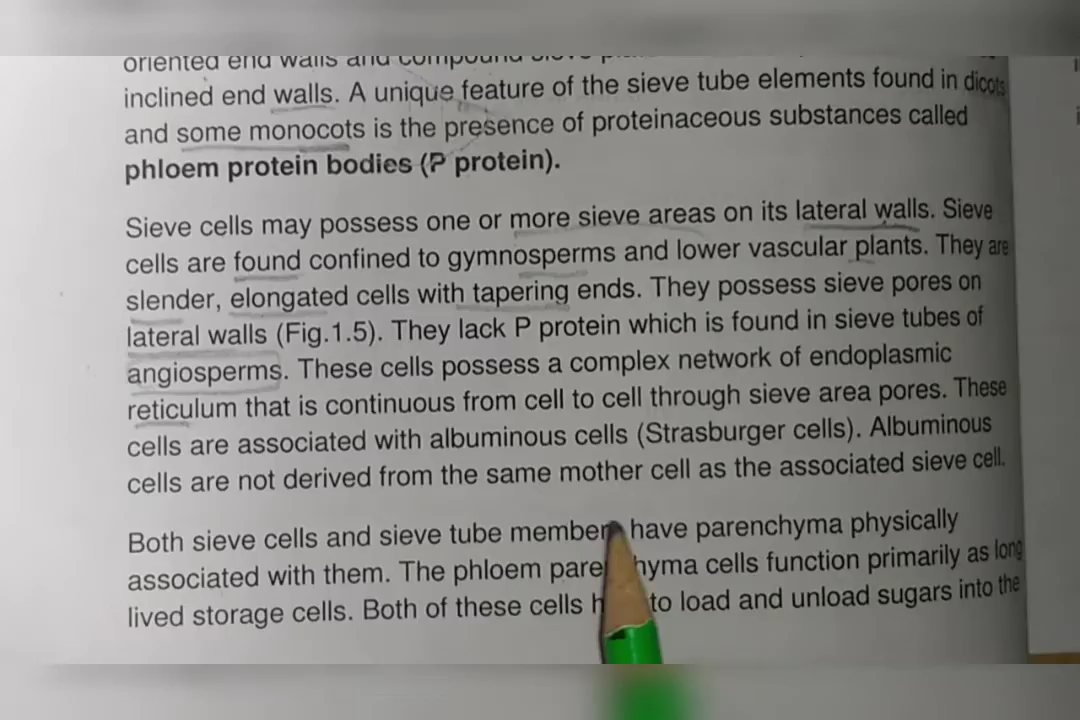 oriented end walls and compound
inclined end walls. A unique feature of the sieve tube elements found in dicots
and some monocots is the presence of proteinaceous substances called
phloem protein bodies (P protein).
Sieve cells may possess one or more sieve areas on its lateral walls. Sieve
cells are found confined to gymnosperms and lower vascular plants. They are
slender, elongated cells with tapering ends. They possess sieve pores on
lateral walls (Fig.1.5). They lack P protein which is found in sieve tubes of
angiosperms. These cells possess a complex network of endoplasmic
reticulum that is continuous from cell to cell through sieve area pores. These
cells are associated with albuminous cells (Strasburger cells). Albuminous
cells are not derived from the same mother cell as the associated sieve cell.
Both sieve cells and sieve tube members have parenchyma physically
associated with them. The phloem parenchyma cells function primarily as long
lived storage cells. Both of these cells to load and unload sugars into the